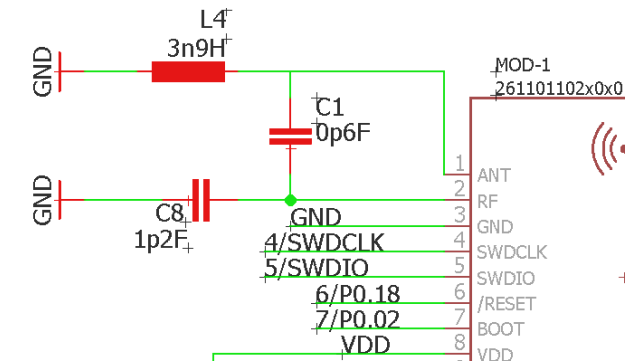 L4
3n9H
GND
MOD-1
261101102x0x0
C1
0p6F
1 ANT
GND
2 RF
C8
1p2F
GND
3 GND
4/SWDCLK
4 SWDCLK
5/SWDIO
5 SWDIO
6/P0.18
6 /RESET
7/P0.02
7 BOOT
VDD
8 VDD